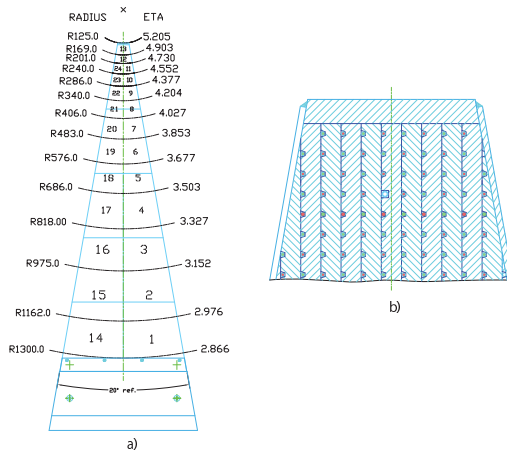 ×
RADIUS ETA
R125.0 5.205
R169.0 13 4.903
R201.0 12 4.730
R240.0 24 11 4.552
R286.0 23 10 4.377
R340.0 22 9 4.204
21 8
R406.0 4.027
20 7
R483.0 3.853
19 6
R576.0 3.677
18 5
R686.0 3.503
17 4
R818.00 3.327
16 3
R975.0 3.152
15 2
R1162.0 2.976
14 1
R1300.0 2.866
20° ref.
a)
b)